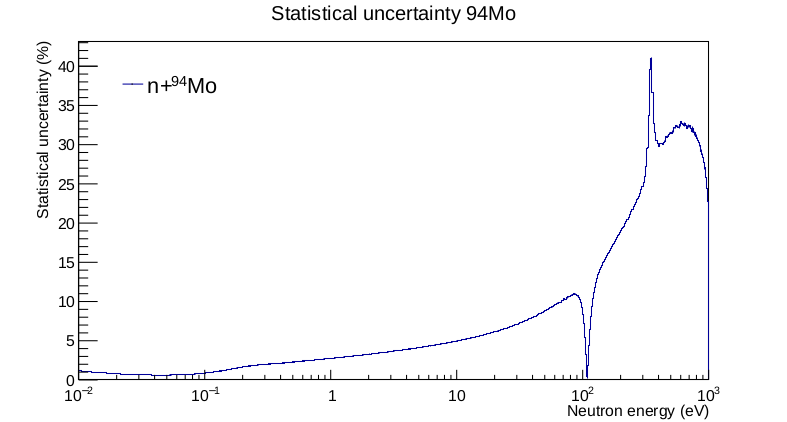 Statistical uncertainty 94Mo
Statistical uncertainty (%)
n+⁹⁴Mo
40
35
30
25
20
15
10
5
0
10⁻² 10⁻¹ 1 10 10² 10³
Neutron energy (eV)